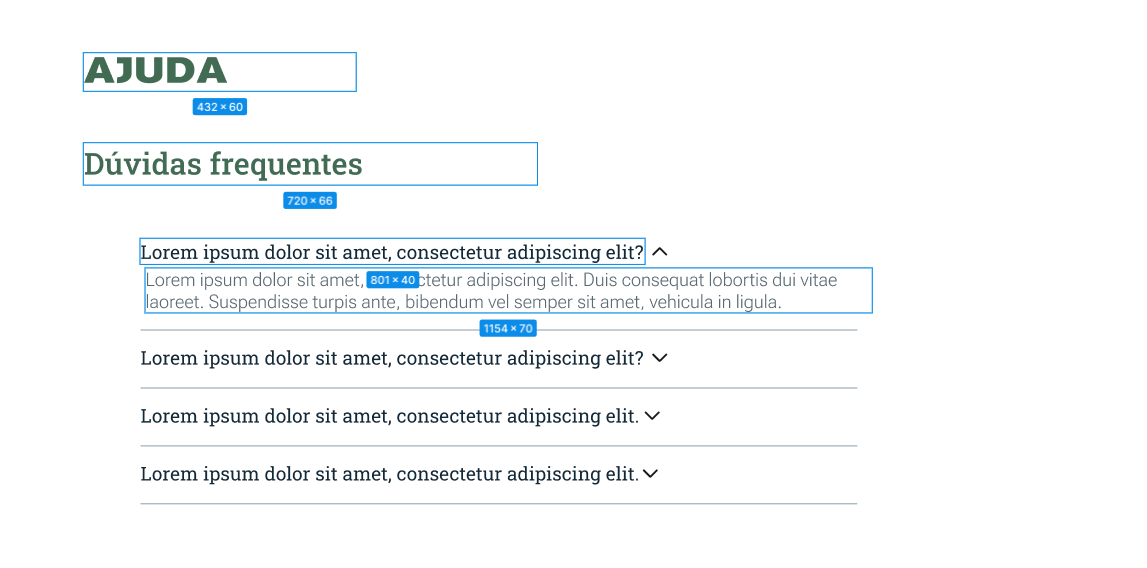 AJUDA
432 × 60
Dúvidas frequentes
720 × 66
Lorem ipsum dolor sit amet, consectetur adipiscing elit?
Lorem ipsum dolor sit amet, 801 × 40 ctetur adipiscing elit. Duis consequat lobortis dui vitae
laoreet. Suspendisse turpis ante, bibendum vel semper sit amet, vehicula in ligula.
1154 × 70
Lorem ipsum dolor sit amet, consectetur adipiscing elit?
Lorem ipsum dolor sit amet, consectetur adipiscing elit.
Lorem ipsum dolor sit amet, consectetur adipiscing elit.